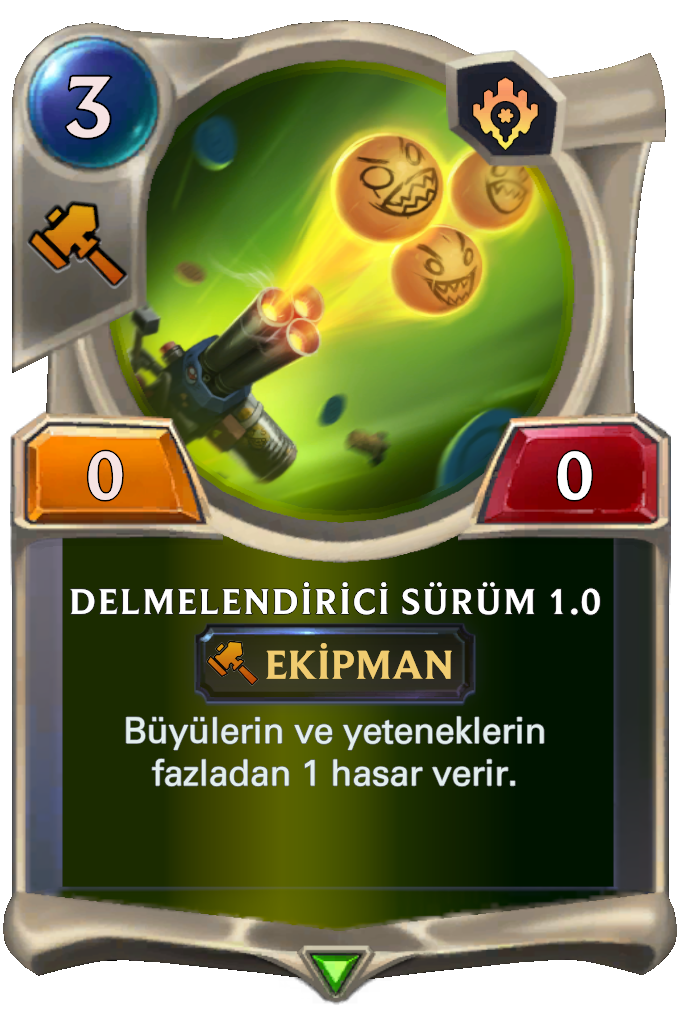 3
0
0
DELMELENDİRİCİ SÜRÜM 1.0
EKİPMAN
Büyülerin ve yeteneklerin
fazladan 1 hasar verir.